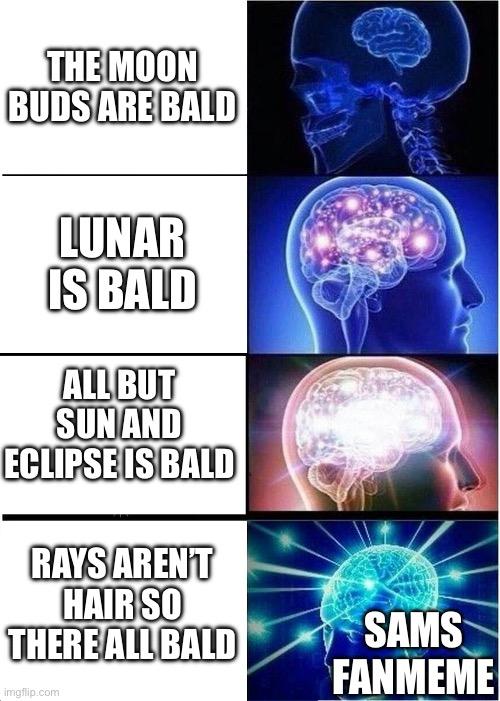 THE MOON
BUDS ARE BALD
LUNAR
IS BALD
ALL BUT
SUN AND
ECLIPSE IS BALD
RAYS AREN'T
HAIR SO
THERE ALL BALD
SAMS
FANMEME
imgflip.com